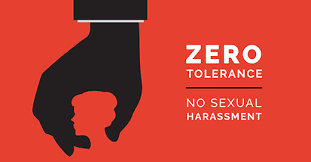 ZERO
TOLERANCE
NO SEXUAL
HARASSMENT